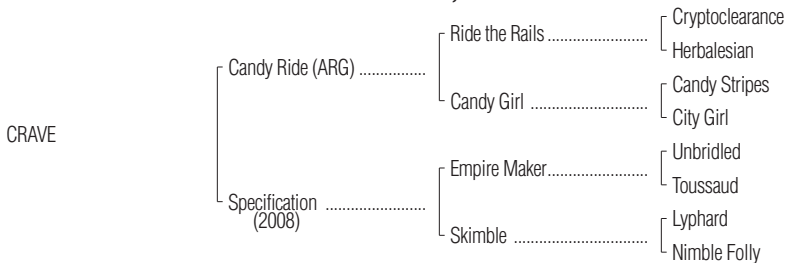 Cryptoclearance
Ride the Rails
Herbalesian
Candy Ride (ARG)
Candy Stripes
Candy Girl
City Girl
CRAVE
Unbridled
Empire Maker
Toussaud
Specification
(2008)
Lyphard
Skimble
Nimble Folly